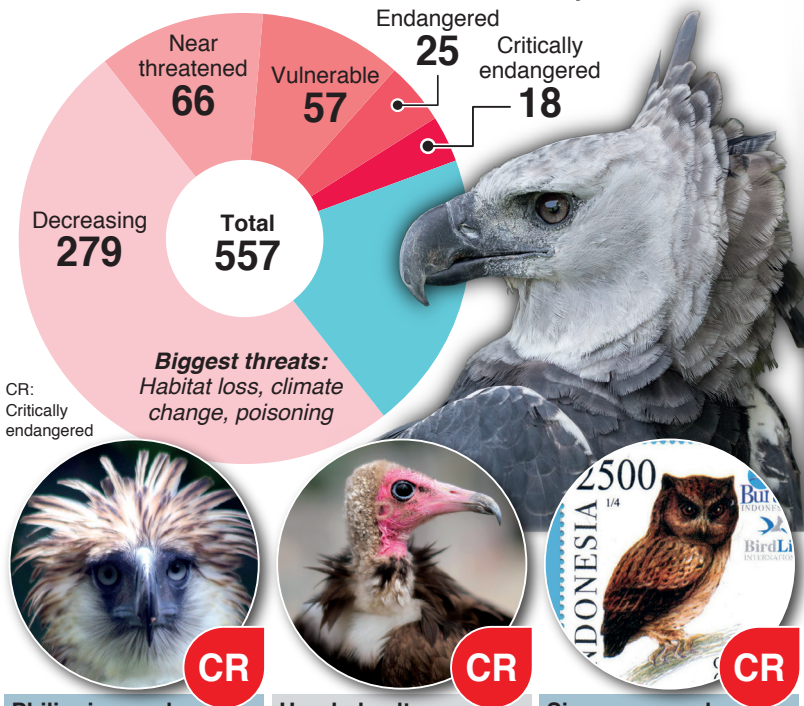 Near
threatened
66
Vulnerable
57
Endangered
25
Critically
endangered
18
Decreasing
279
Total
557
Biggest threats:
Habitat loss, climate
change, poisoning
CR:
Critically
endangered
2500
1/4
INDONESIA
CR
CR
CR